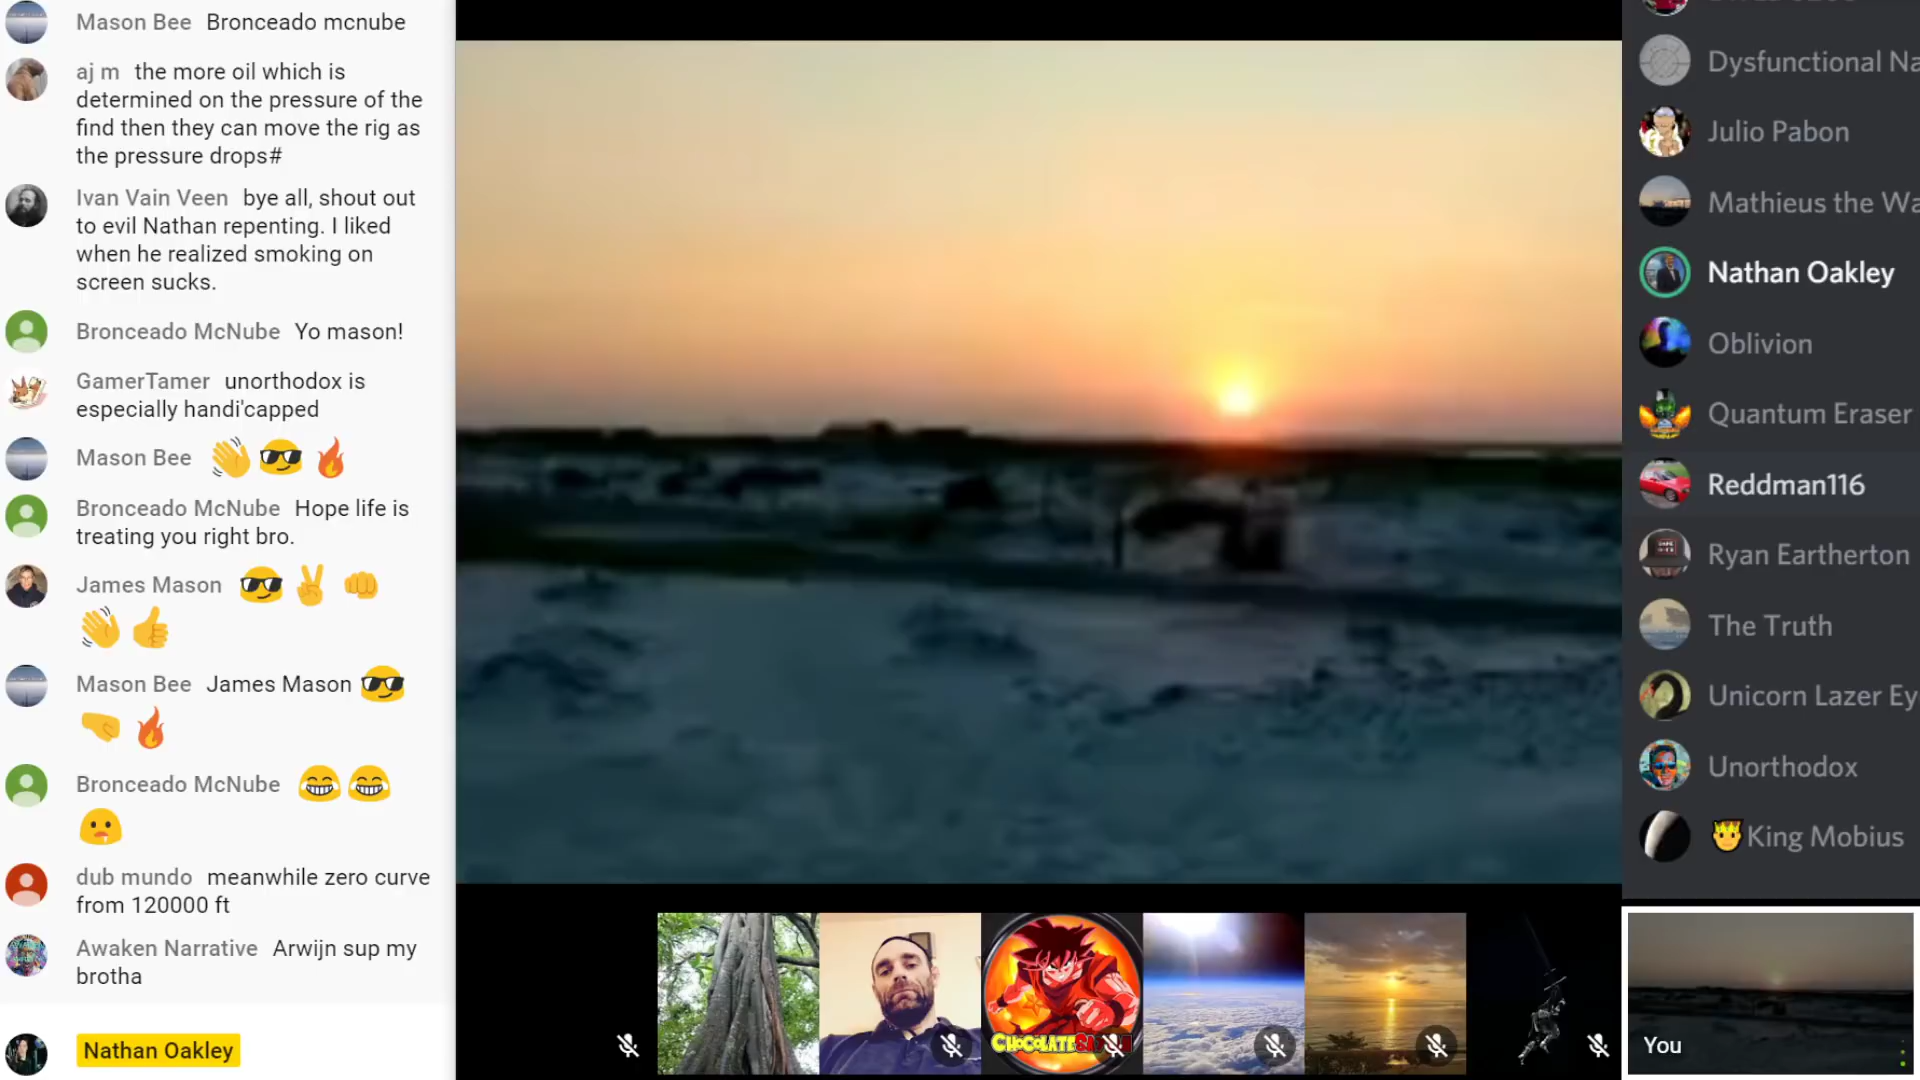 Mason Bee Bronceado mcnube
aj m the more oil which is
determined on the pressure of the
find then they can move the rig as
the pressure drops#
Ivan Vain Veen bye all, shout out
to evil Nathan repenting. I liked
when he realized smoking on
screen sucks.
Bronceado McNube Yo mason!
GamerTamer unorthodox is
especially handi'capped
Mason Bee
Bronceado McNube Hope life is
treating you right bro.
James Mason
Mason Bee James Mason
Bronceado McNube
dub mundo meanwhile zero curve
from 120000 ft
Awaken Narrative Arwijn sup my
brotha
Nathan Oakley
CHOCOLATE
Dysfunctional Na
Julio Pabon
Mathieus the Wa
Nathan Oakley
Oblivion
Quantum Eraser
Reddman116
Ryan Eartherton
The Truth
Unicorn Lazer Ey
Unorthodox
King Mobius
You